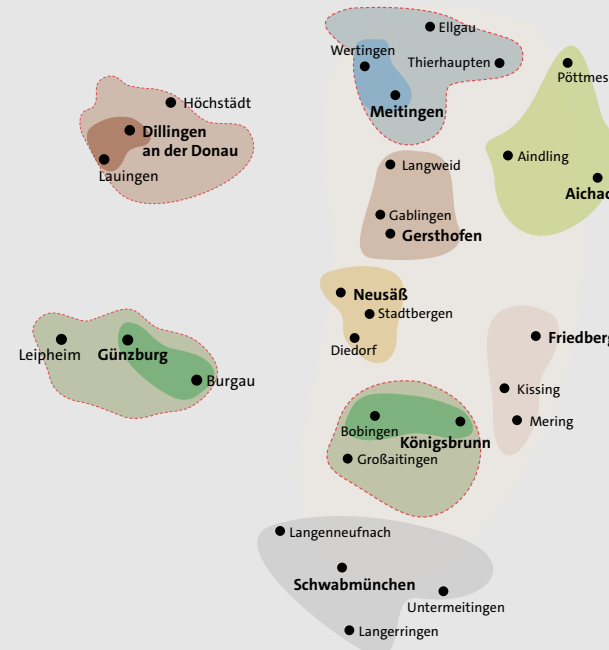 Ellgau
Wertingen
Thierhaupten
Pöttmes
Meitingen
Höchstädt
Dillingen
an der Donau
Lauingen
Langweid
Aindling
Aichac
Gablingen
Gersthofen
Neusäß
Stadtbergen
Diedorf
Leipheim
Günzburg
Burgau
Friedberg
Kissing
Mering
Bobingen
Königsbrunn
Großaitingen
Langenneufnach
Schwabmünchen
Untermeitingen
Langerringen